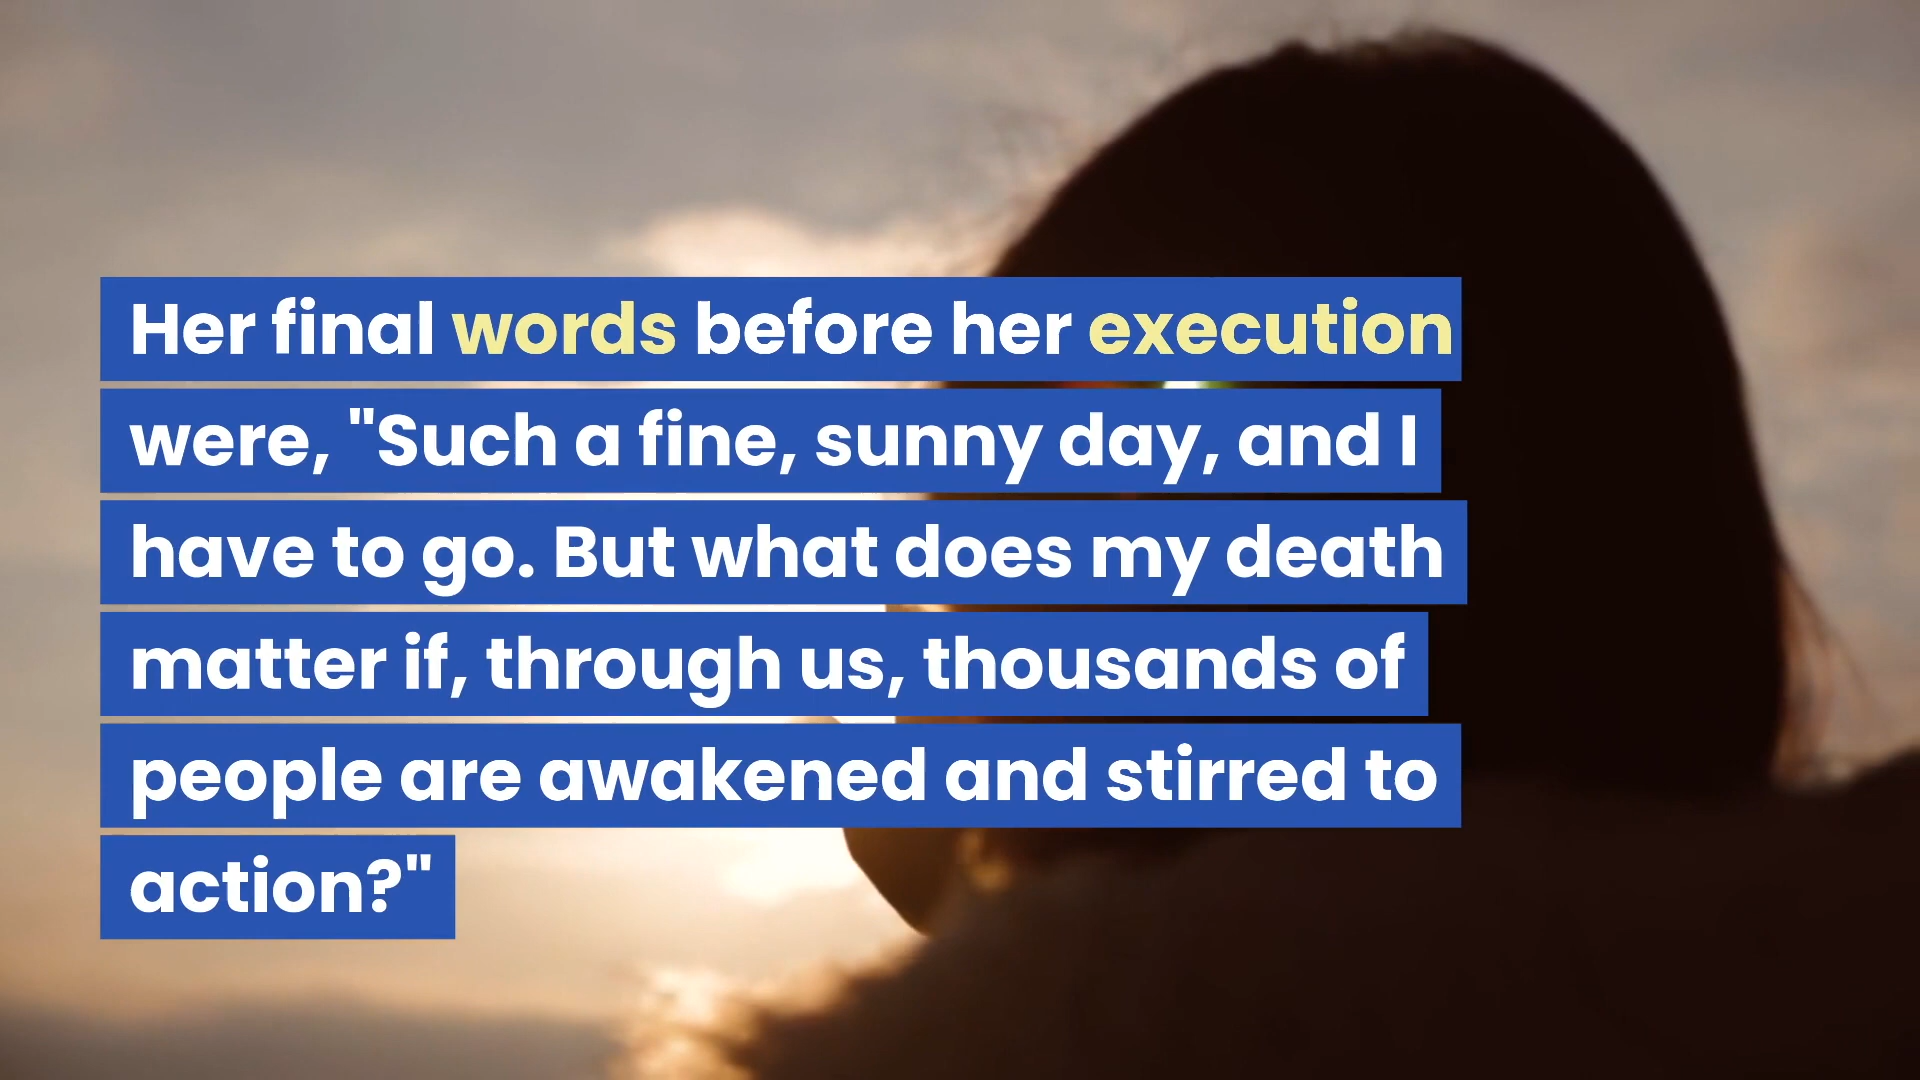 Her final words before her execution
were, "Such a fine, sunny day, and I
have to go. But what does my death
matter if, through us, thousands of
people are awakened and stirred to
action?"